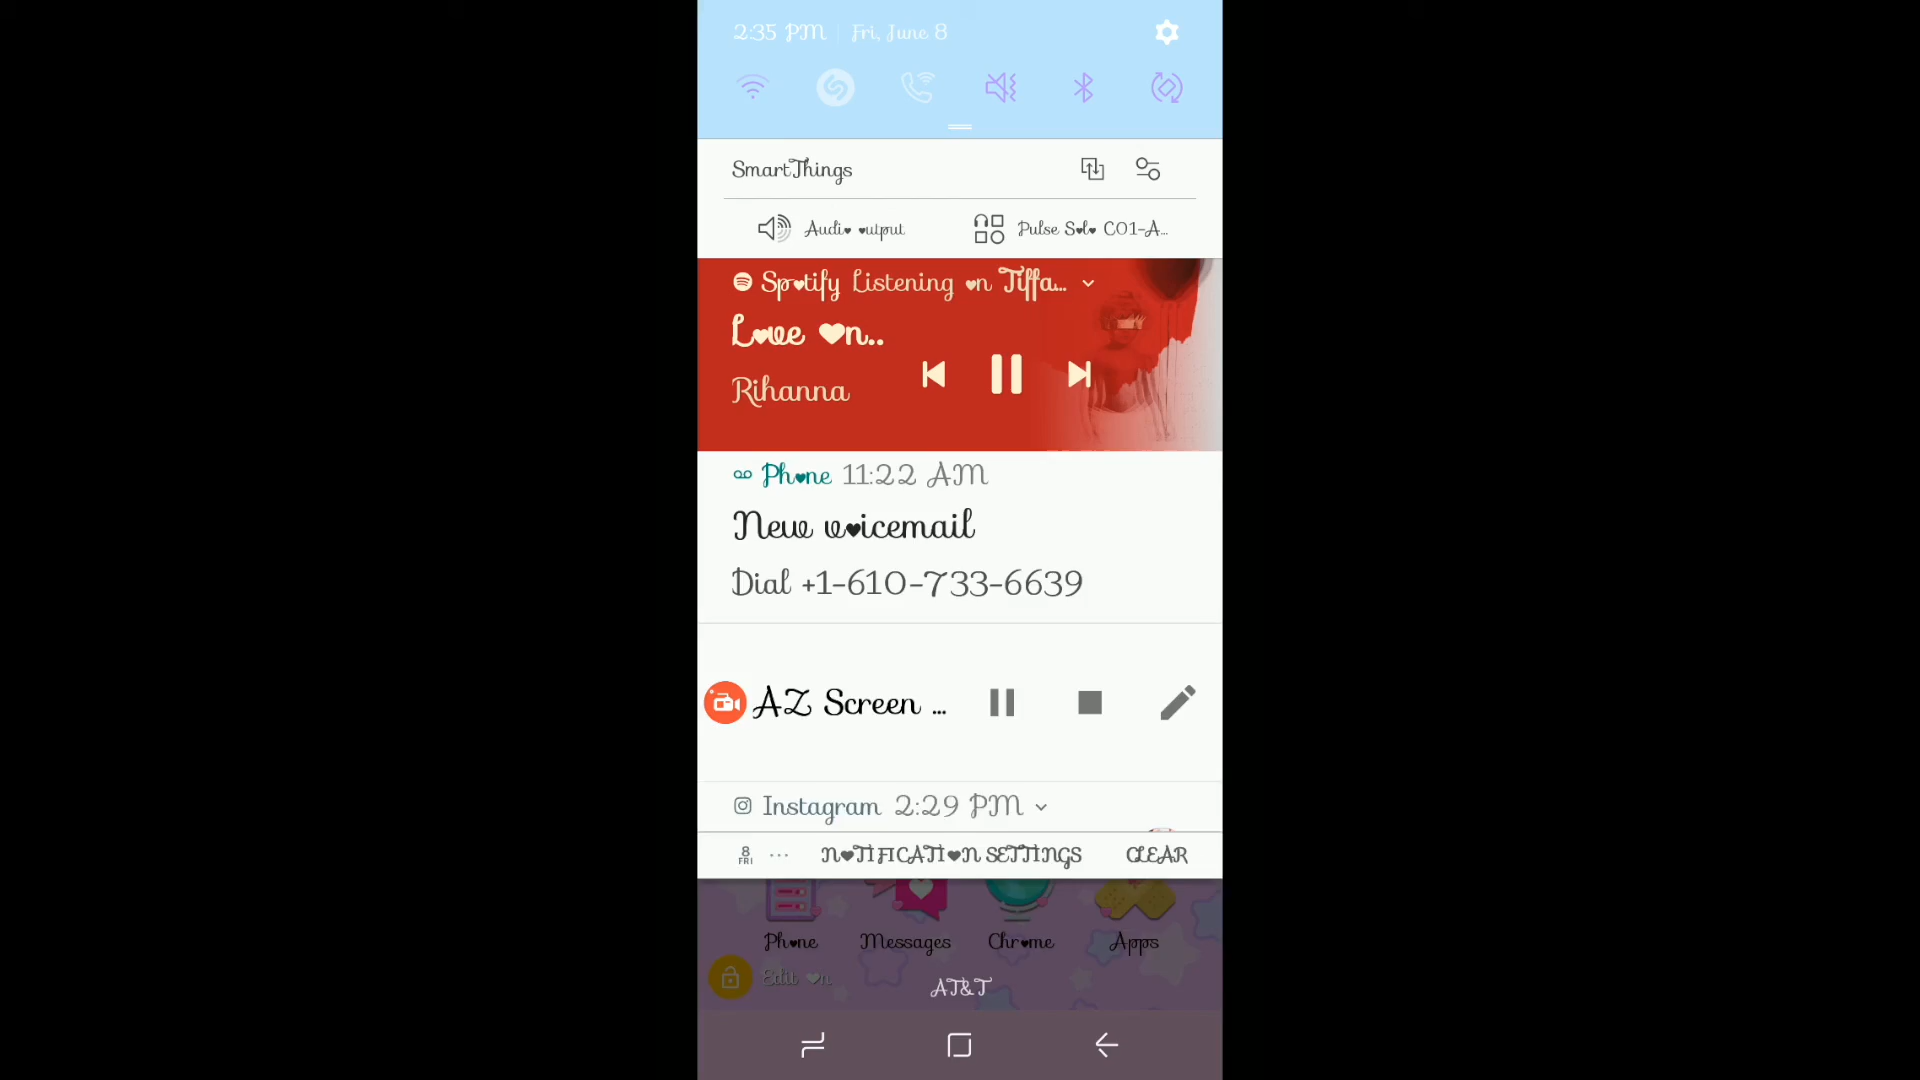 2:35 PM | Fri, June 8
SmartThings
Audio output
Pulse Solo C01-A...
Spotify Listening on Tiffa...
Love On..
Rihanna
Phone 11:22 AM
New voicemail
Dial +1-610-733-6639
AZ Screen ...
Instagram 2:29 PM
8
FRI
... NOTIFICATION SETTINGS CLEAR
Phone Messages Chrome Apps
Edit On
AT&T